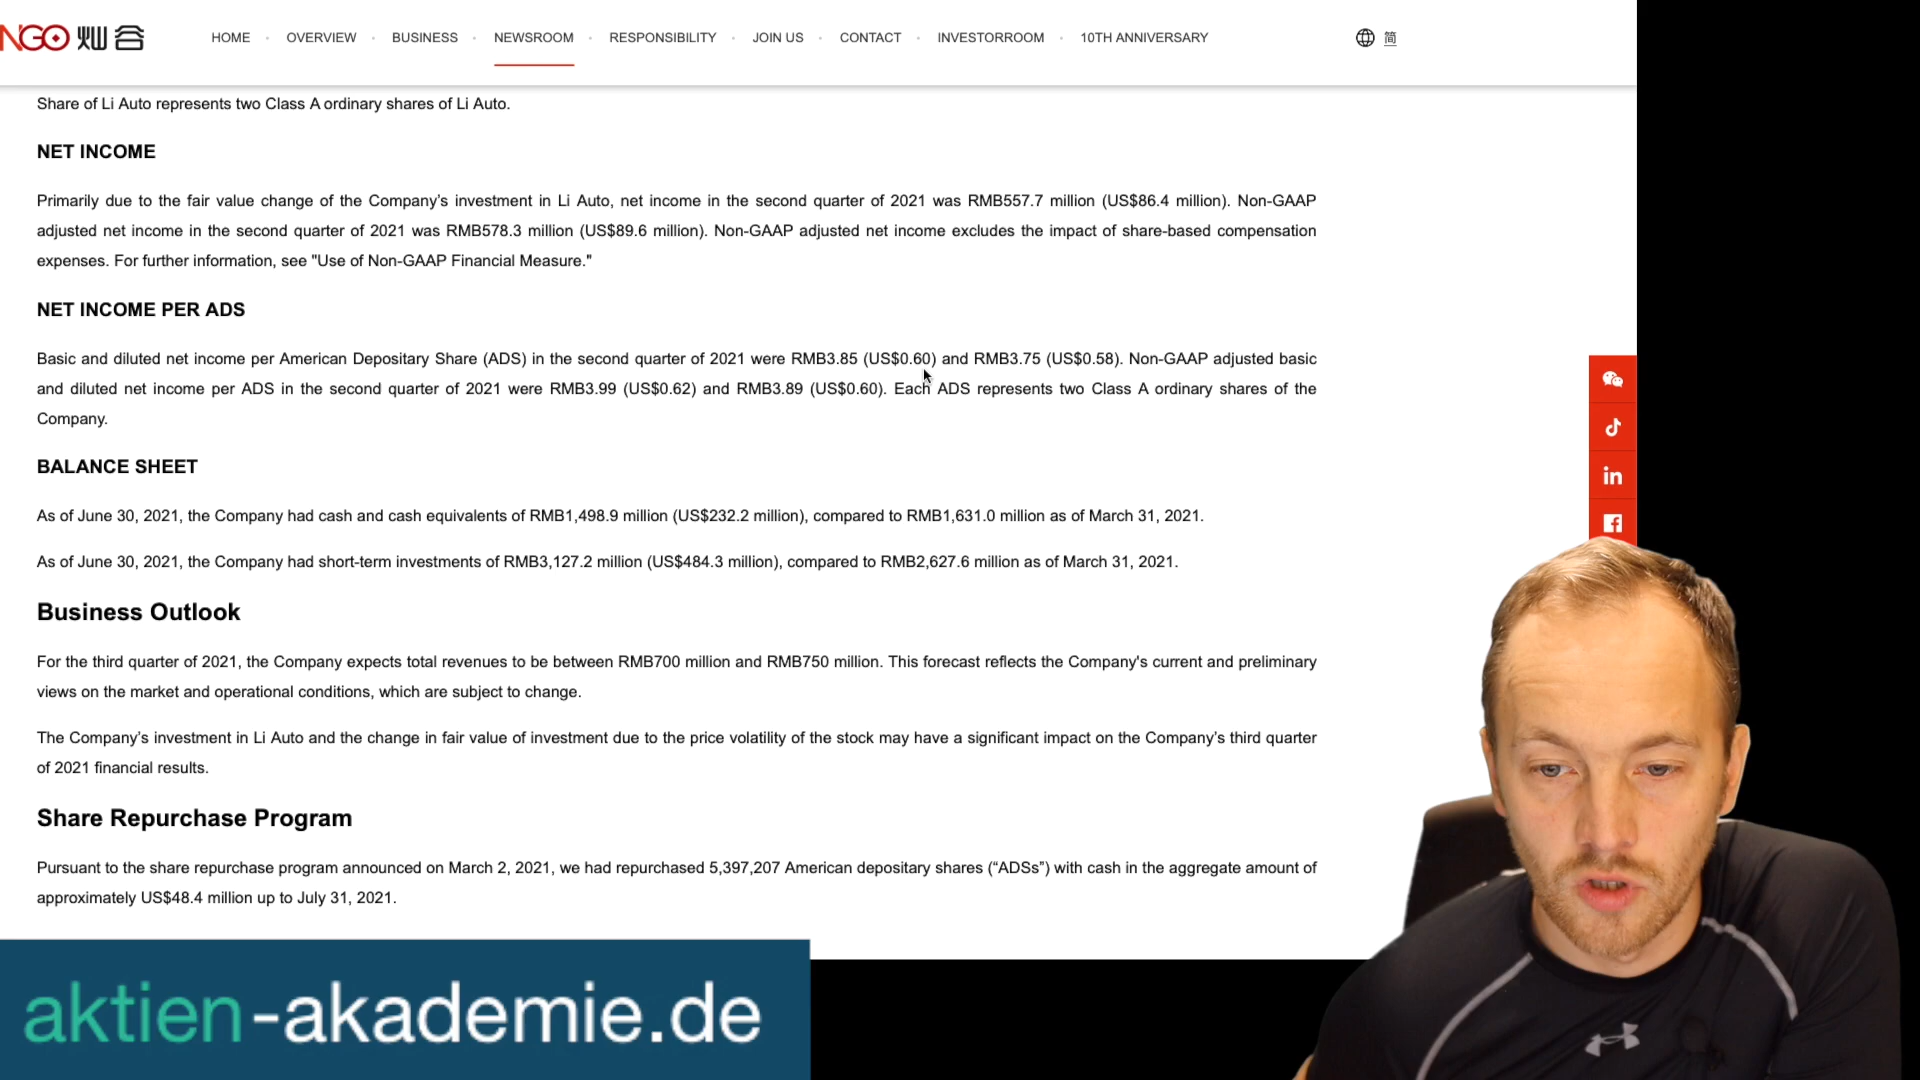 NGO 灿谷
HOME OVERVIEW BUSINESS NEWSROOM RESPONSIBILITY JOIN US CONTACT INVESTORROOM 10TH ANNIVERSARY 简
Share of Li Auto represents two Class A ordinary shares of Li Auto.
NET INCOME
Primarily due to the fair value change of the Company’s investment in Li Auto, net income in the second quarter of 2021 was RMB557.7 million (US$86.4 million). Non-GAAP
adjusted net income in the second quarter of 2021 was RMB578.3 million (US$89.6 million). Non-GAAP adjusted net income excludes the impact of share-based compensation
expenses. For further information, see "Use of Non-GAAP Financial Measure."
NET INCOME PER ADS
Basic and diluted net income per American Depositary Share (ADS) in the second quarter of 2021 were RMB3.85 (US$0.60) and RMB3.75 (US$0.58). Non-GAAP adjusted basic
and diluted net income per ADS in the second quarter of 2021 were RMB3.99 (US$0.62) and RMB3.89 (US$0.60). Each ADS represents two Class A ordinary shares of the
Company.
BALANCE SHEET
As of June 30, 2021, the Company had cash and cash equivalents of RMB1,498.9 million (US$232.2 million), compared to RMB1,631.0 million as of March 31, 2021.
As of June 30, 2021, the Company had short-term investments of RMB3,127.2 million (US$484.3 million), compared to RMB2,627.6 million as of March 31, 2021.
Business Outlook
For the third quarter of 2021, the Company expects total revenues to be between RMB700 million and RMB750 million. This forecast reflects the Company's current and preliminary
views on the market and operational conditions, which are subject to change.
The Company’s investment in Li Auto and the change in fair value of investment due to the price volatility of the stock may have a significant impact on the Company’s third quarter
of 2021 financial results.
Share Repurchase Program
Pursuant to the share repurchase program announced on March 2, 2021, we had repurchased 5,397,207 American depositary shares (“ADSs”) with cash in the aggregate amount of
approximately US$48.4 million up to July 31, 2021.
aktien-akademie.de